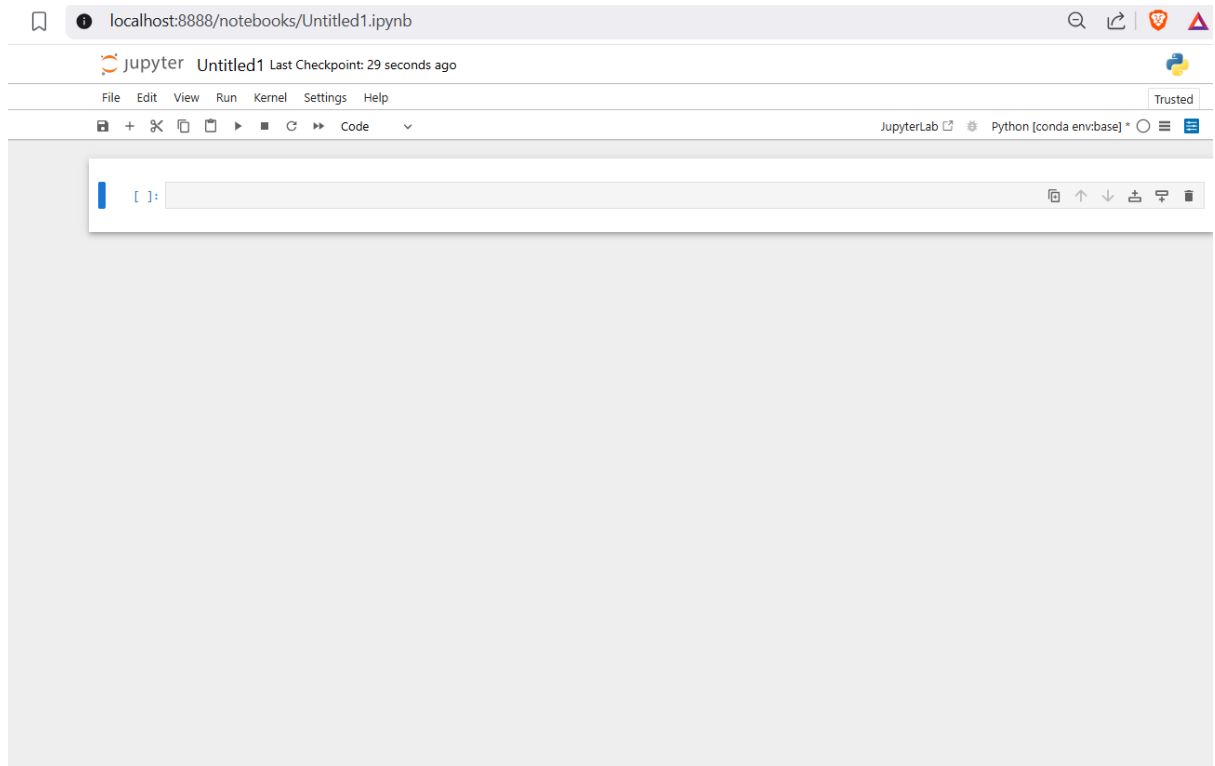 localhost:8888/notebooks/Untitled1.ipynb
jupyter Untitled1 Last Checkpoint: 29 seconds ago
File Edit View Run Kernel Settings Help Trusted
Code JupyterLab Python [conda env:base] *
[ ]: